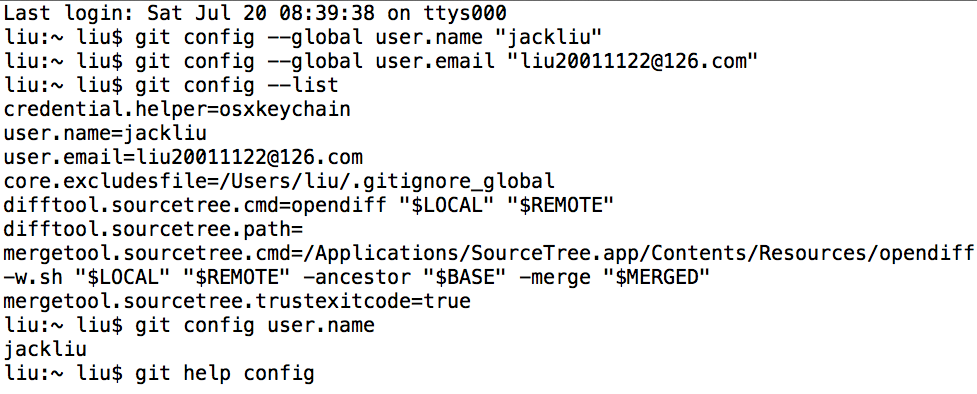 Last login: Sat Jul 20 08:39:38 on ttys000
liu:~ liu$ git config --global user.name "jackliu"
liu:~ liu$ git config --global user.email "liu20011122@126.com"
liu:~ liu$ git config --list
credential.helper=osxkeychain
user.name=jackliu
user.email=liu20011122@126.com
core.excludesfile=/Users/liu/.gitignore_global
difftool.sourcetree.cmd=opendiff "$LOCAL" "$REMOTE"
difftool.sourcetree.path=
mergetool.sourcetree.cmd=/Applications/SourceTree.app/Contents/Resources/opendiff
-w.sh "$LOCAL" "$REMOTE" -ancestor "$BASE" -merge "$MERGED"
mergetool.sourcetree.trustexitcode=true
liu:~ liu$ git config user.name
jackliu
liu:~ liu$ git help config